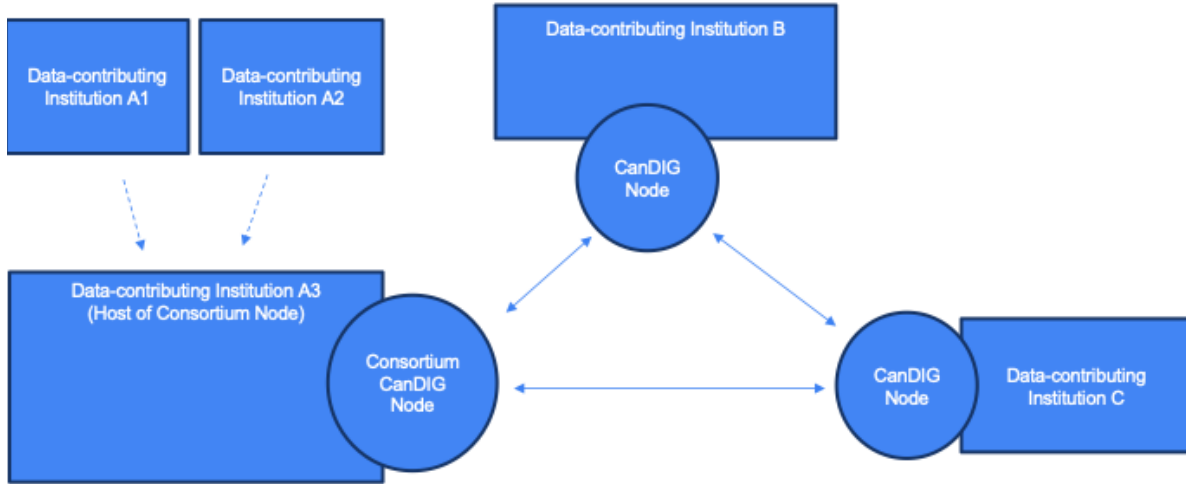 Data-contributing
Institution A1
Data-contributing
Institution A2
Data-contributing Institution B
CanDIG
Node
Data-contributing Institution A3
(Host of Consortium Node)
Consortium
CanDIG
Node
CanDIG
Node
Data-contributing
Institution C